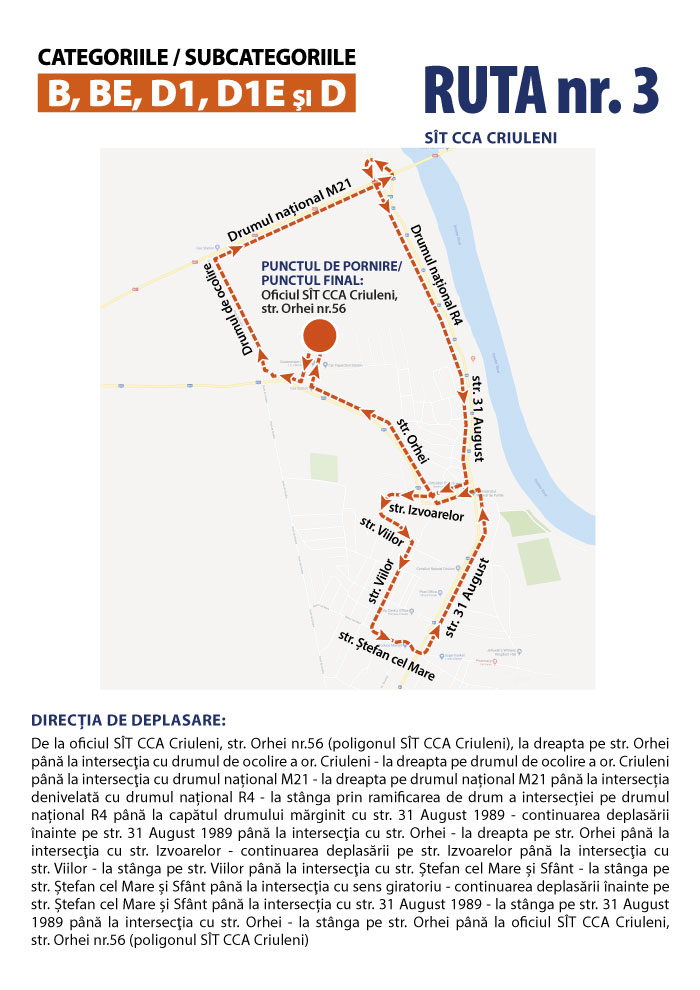 CATEGORIILE / SUBCATEGORIILE
B, BE, D1, D1E şi D
RUTA nr. 3
SÎT CCA CRIULENI
Drumul naţional M21
Drumul naţional R4
Drumul de ocolire
PUNCTUL DE PORNIRE/
PUNCTUL FINAL:
Oficiul SÎT CCA Criuleni,
str. Orhei nr.56
str. 31 August
str. Orhei
str. Izvoarelor
str. Viilor
str. Viilor
str. 31 August
str. Ştefan cel Mare
DIRECȚIA DE DEPLASARE:
De la oficiul SÎT CCA Criuleni, str. Orhei nr.56 (poligonul SÎT CCA Criuleni), la dreapta pe str. Orhei
până la intersecţia cu drumul de ocolire a or. Criuleni - la dreapta pe drumul de ocolire a or. Criuleni
până la intersecţia cu drumul național M21 - la dreapta pe drumul național M21 până la intersecția
denivelată cu drumul național R4 - la stânga prin ramificarea de drum a intersecției pe drumul
național R4 până la capătul drumului mărginit cu str. 31 August 1989 - continuarea deplasării
înainte pe str. 31 August 1989 până la intersecţia cu str. Orhei - la dreapta pe str. Orhei până la
intersecţia cu str. Izvoarelor - continuarea deplasării pe str. Izvoarelor până la intersecţia cu
str. Viilor - la stânga pe str. Viilor până la intersecţia cu str. Ştefan cel Mare şi Sfânt - la stânga pe
str. Ştefan cel Mare şi Sfânt până la intersecţia cu sens giratoriu - continuarea deplasării înainte pe
str. Ştefan cel Mare şi Sfânt până la intersecția cu str. 31 August 1989 - la stânga pe str. 31 August
1989 până la intersecţia cu str. Orhei - la stânga pe str. Orhei până la oficiul SÎT CCA Criuleni,
str. Orhei nr.56 (poligonul SÎT CCA Criuleni)